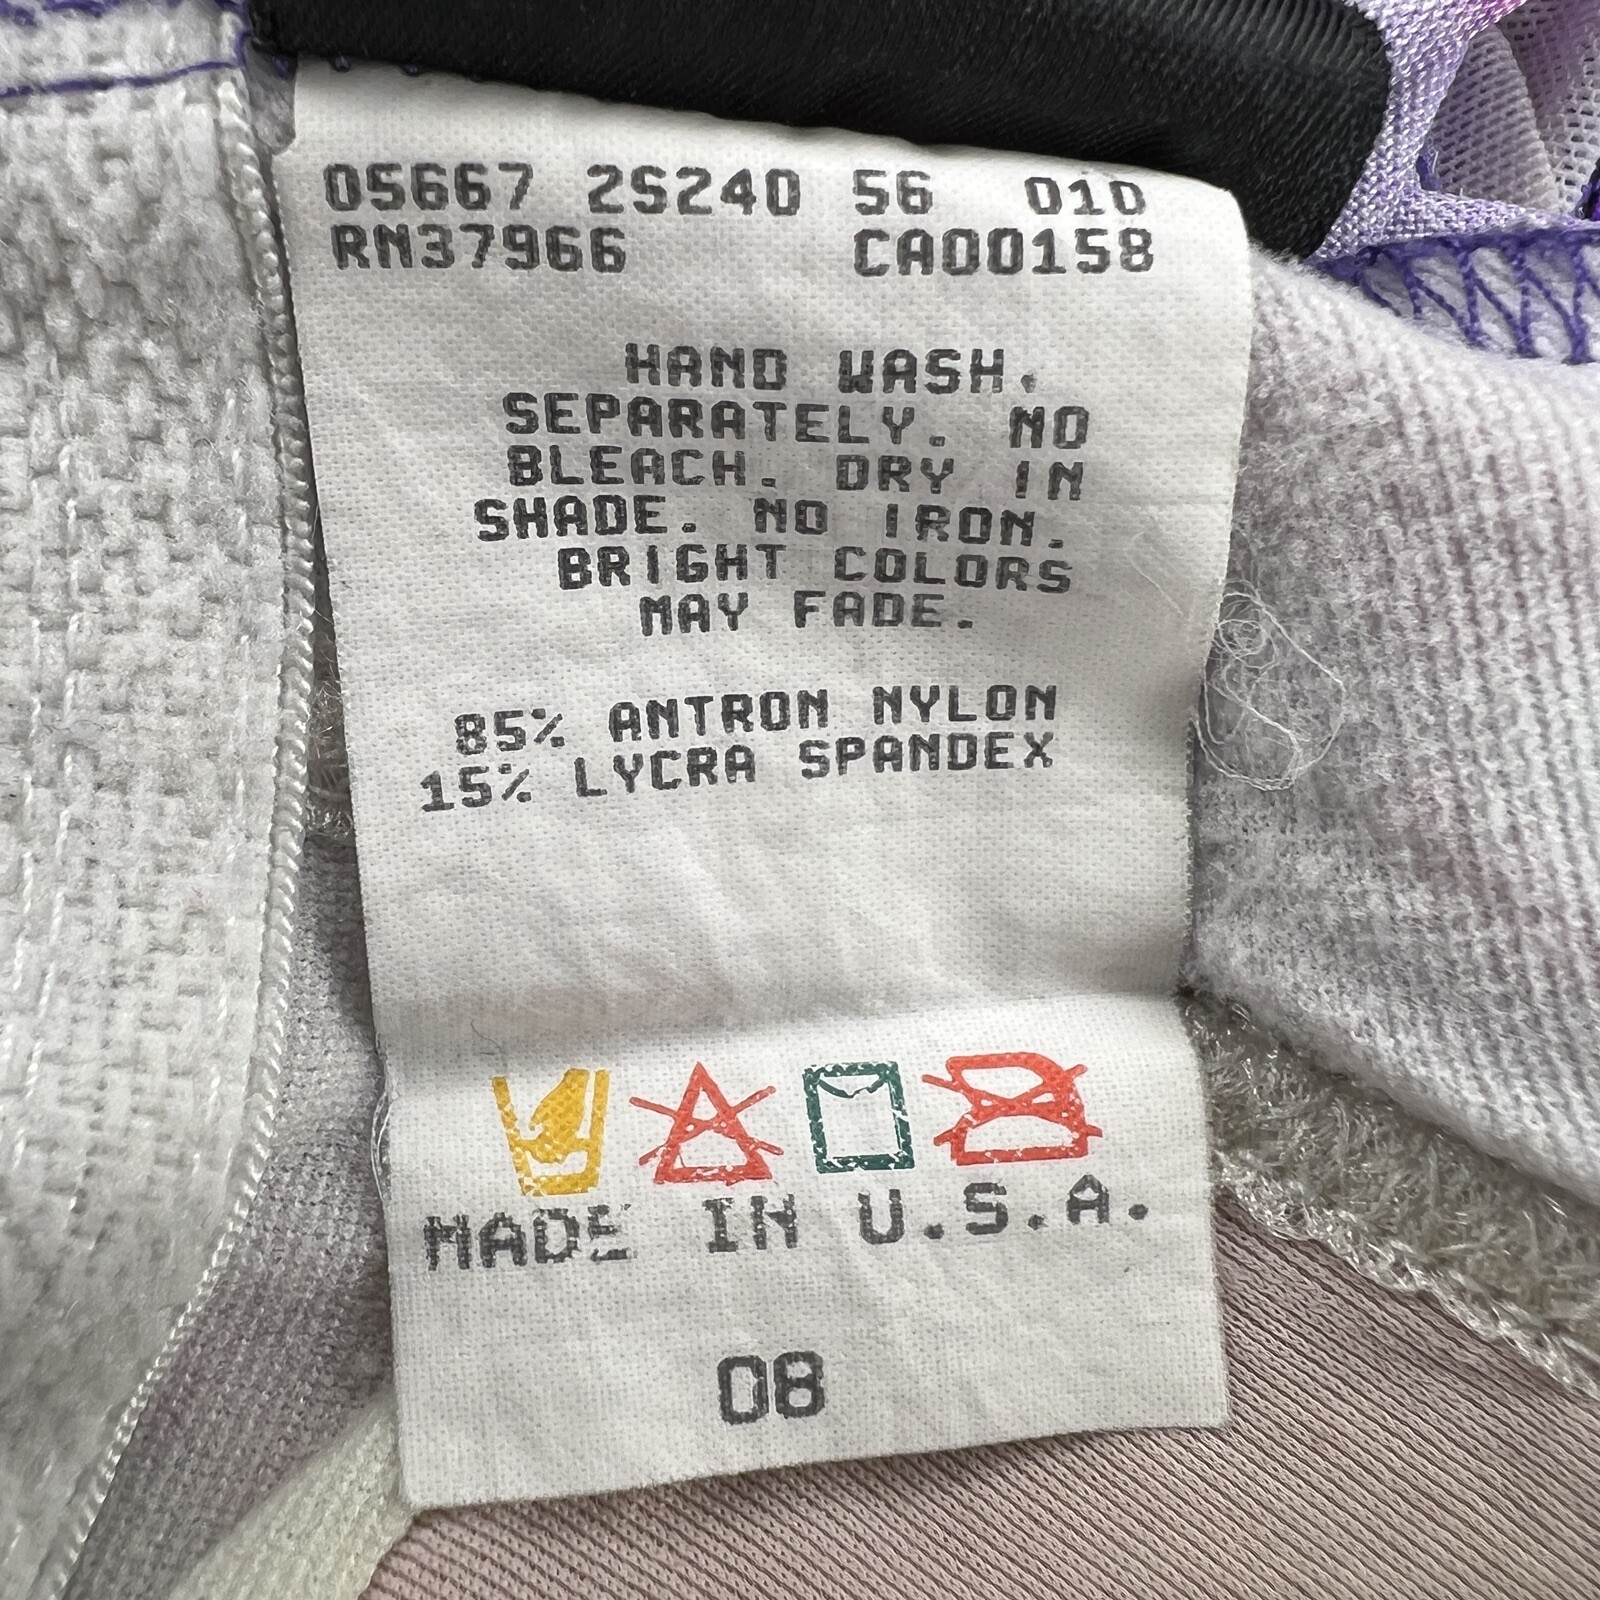 05667 2S240 56 010
RN37966 CA00158
HAND WASH.
SEPARATELY. NO
BLEACH. DRY IN
SHADE. NO IRON.
BRIGHT COLORS
MAY FADE.
85% ANTRON NYLON
15% LYCRA SPANDEX
MADE IN U.S.A.
08